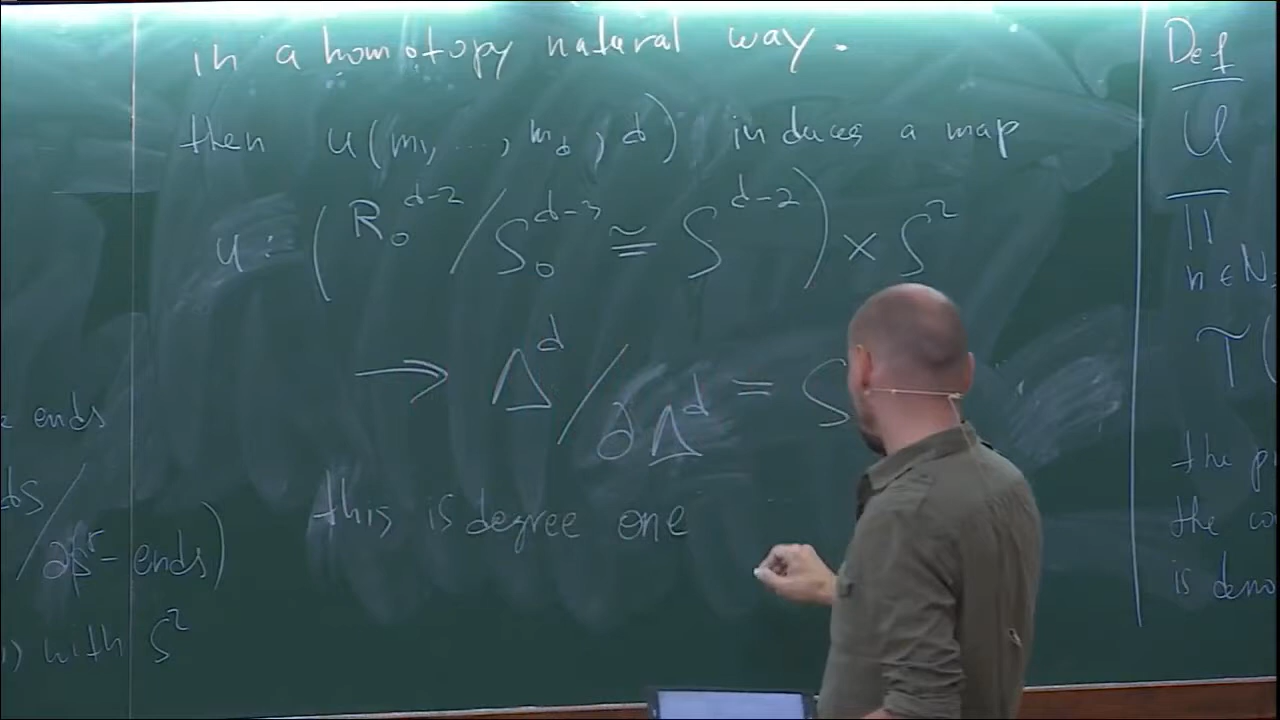 in a homotopy natural way.
then u(m₁, ..., m_d, d) induces a map
u: (R₀^{d-2} / S₀^{d-3} ≅ S^{d-2}) × S²
→ Δ^d / ∂Δ^d = S
this is degree one
ends
- ends)
with S²
Def
U
Π
n ∈ N
T(
the
the
is